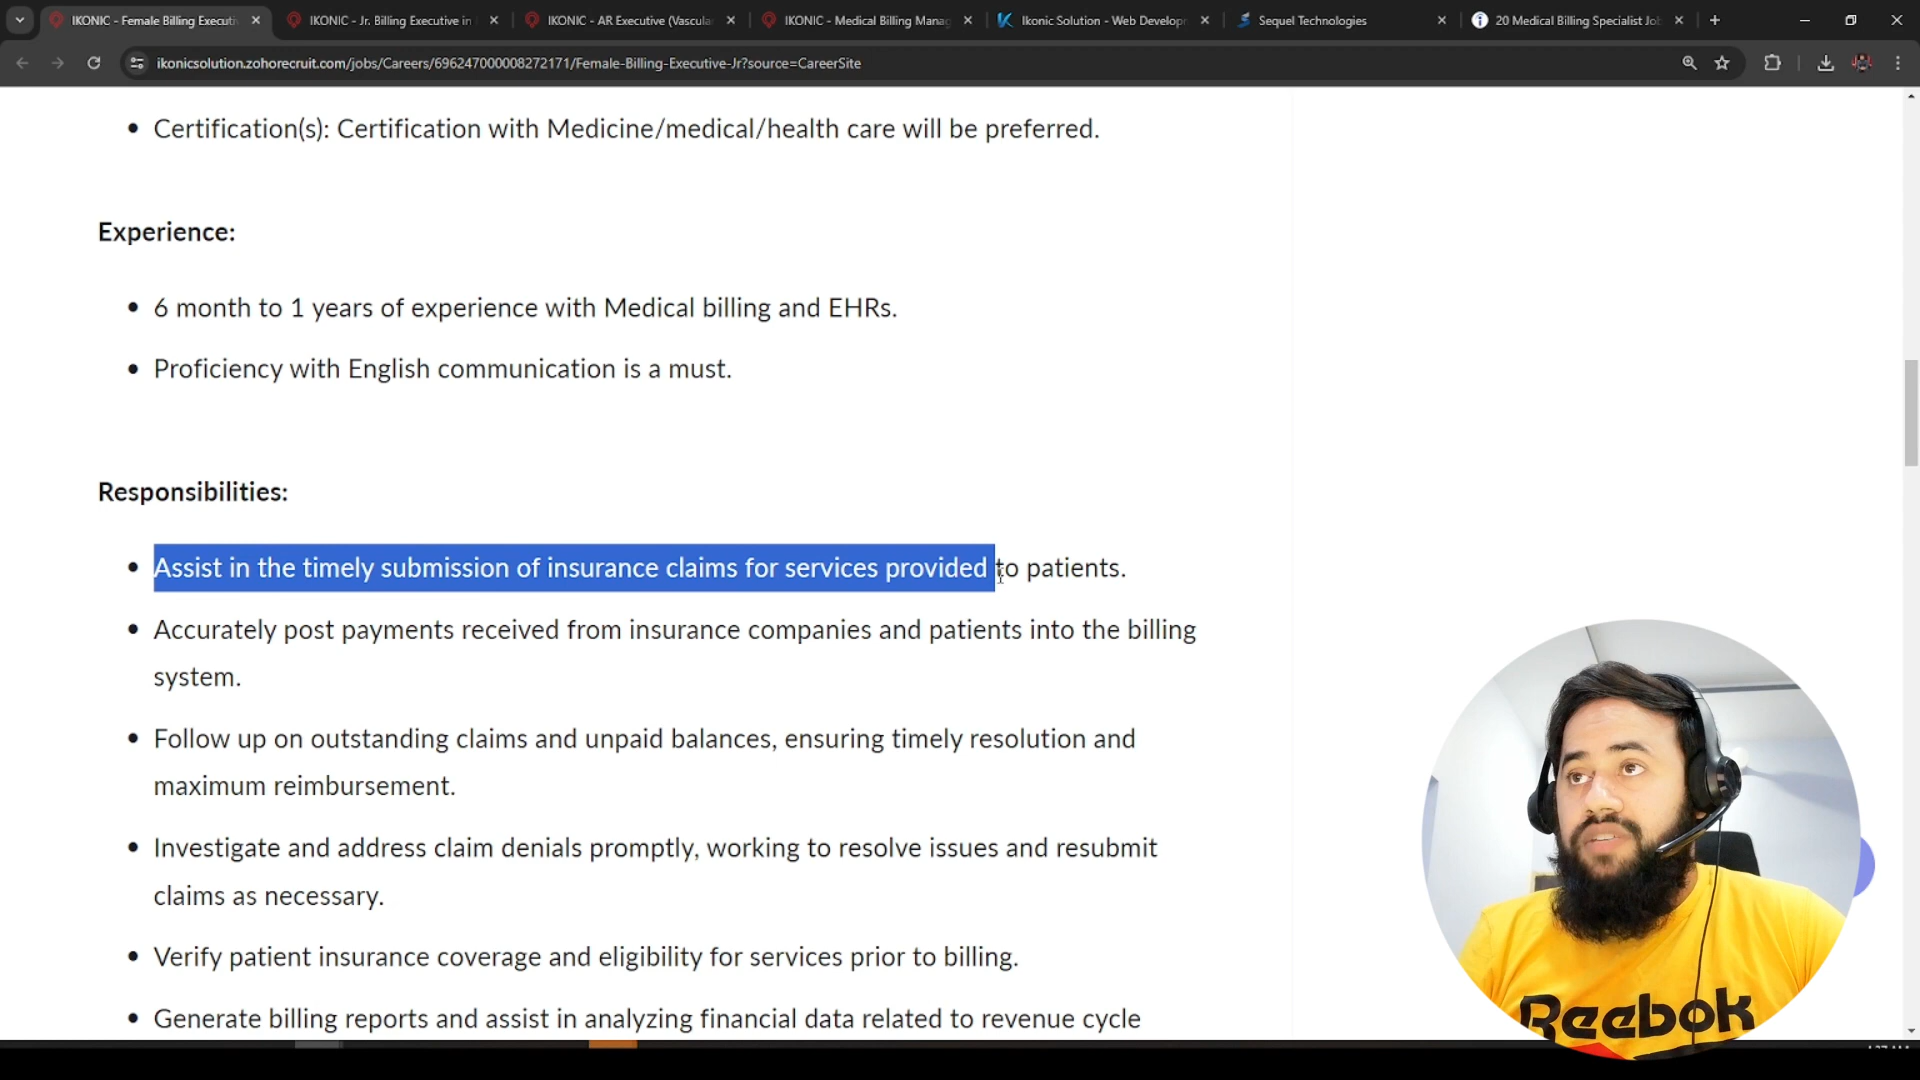 IKONIC - Female Billing Executi
IKONIC - Jr. Billing Executive in
IKONIC - AR Executive (Vascula
IKONIC - Medical Billing Manag
Ikonic Solution - Web Develop
Sequel Technologies
20 Medical Billing Specialist Jo
ikonicsolution.zohorecruit.com/jobs/Careers/696247000008272171/Female-Billing-Executive-Jr?source=CareerSite
• Certification(s): Certification with Medicine/medical/health care will be preferred.
Experience:
• 6 month to 1 years of experience with Medical billing and EHRs.
• Proficiency with English communication is a must.
Responsibilities:
• Assist in the timely submission of insurance claims for services provided to patients.
• Accurately post payments received from insurance companies and patients into the billing
system.
• Follow up on outstanding claims and unpaid balances, ensuring timely resolution and
maximum reimbursement.
• Investigate and address claim denials promptly, working to resolve issues and resubmit
claims as necessary.
• Verify patient insurance coverage and eligibility for services prior to billing.
• Generate billing reports and assist in analyzing financial data related to revenue cycle
Reebok